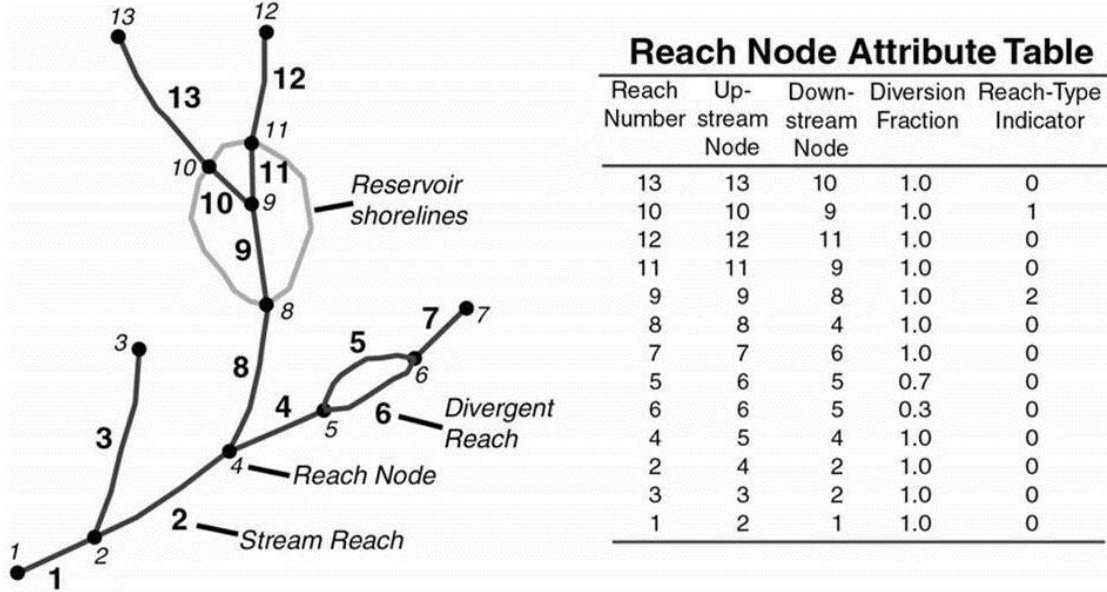 13
12
12
13
11
10
11
10
9
Reservoir
shorelines
9
8
7
7
5
3
6
8
4
6
Divergent
Reach
5
3
4
Reach Node
2
Stream Reach
2
1
1
Reach Node Attribute Table
Reach Up- Down- Diversion Reach-Type
Number stream stream Fraction Indicator
Node Node
13 13 10 1.0 0
10 10 9 1.0 1
12 12 11 1.0 0
11 11 9 1.0 0
9 9 8 1.0 2
8 8 4 1.0 0
7 7 6 1.0 0
5 6 5 0.7 0
6 6 5 0.3 0
4 5 4 1.0 0
2 4 2 1.0 0
3 3 2 1.0 0
1 2 1 1.0 0